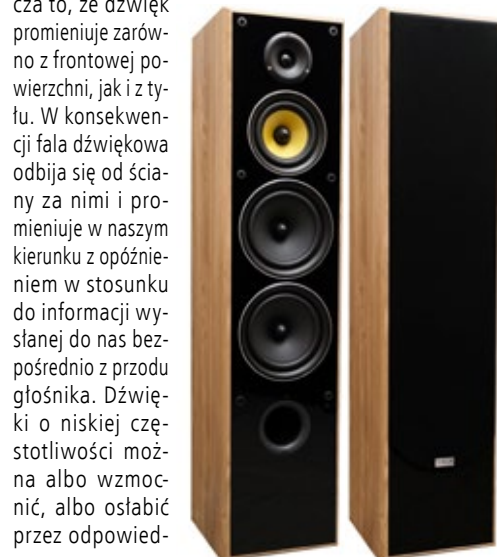 cza to, że dźwięk
promieniuje zarów-
no z frontowej po-
wierzchni, jak i z ty-
łu. W konsekwen-
cji fala dźwiękowa
odbija się od ścia-
ny za nimi i pro-
mieniuje w naszym
kierunku z opóźnie-
niem w stosunku
do informacji wy-
słanej do nas bez-
pośrednio z przodu
głośnika. Dźwię-
ki o niskiej czę-
stotliwości moż-
na albo wzmoc-
nić, albo osłabić
przez odpowied-